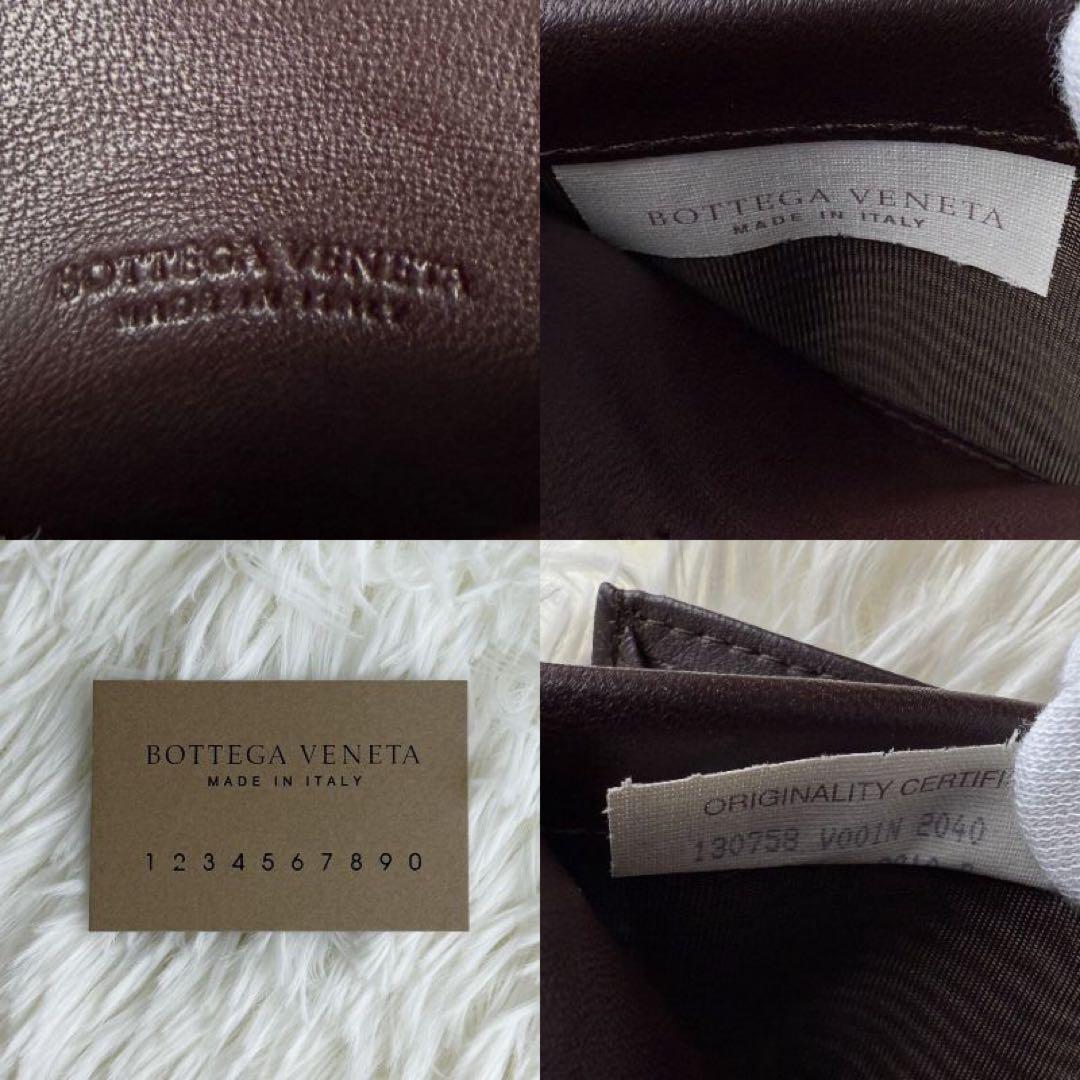 BOTTEGA VENETA
MADE IN ITALY
BOTTEGA VENETA
MADE IN ITALY
BOTTEGA VENETA
MADE IN ITALY
1 2 3 4 5 6 7 8 9 0
ORIGINALITY CERTIFI
130758 V001N 2040